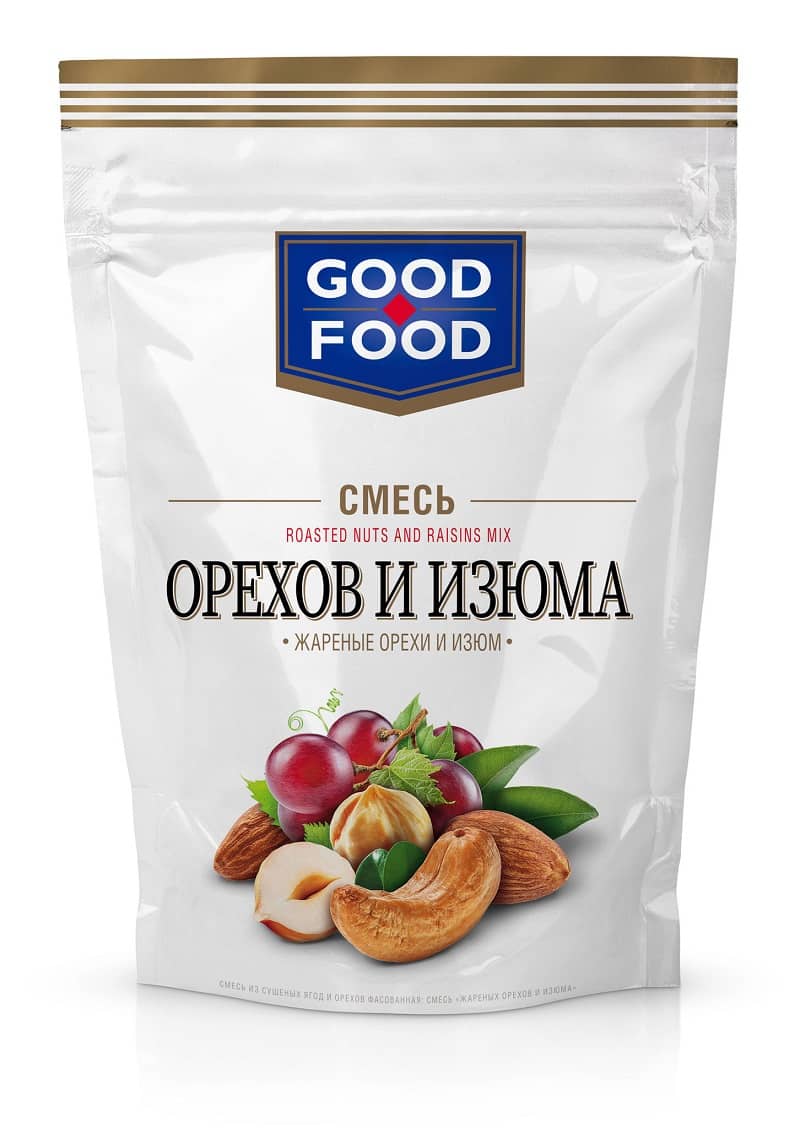 GOOD
FOOD
СМЕСЬ
ROASTED NUTS AND RAISINS MIX
ОРЕХОВ И ИЗЮМА
• ЖАРЕНЫЕ ОРЕХИ И ИЗЮМ •
СМЕСЬ ИЗ СУШЕНЫХ ЯГОД И ОРЕХОВ ФАСОВАННАЯ: СМЕСЬ «ЖАРЕНЫХ ОРЕХОВ И ИЗЮМА»